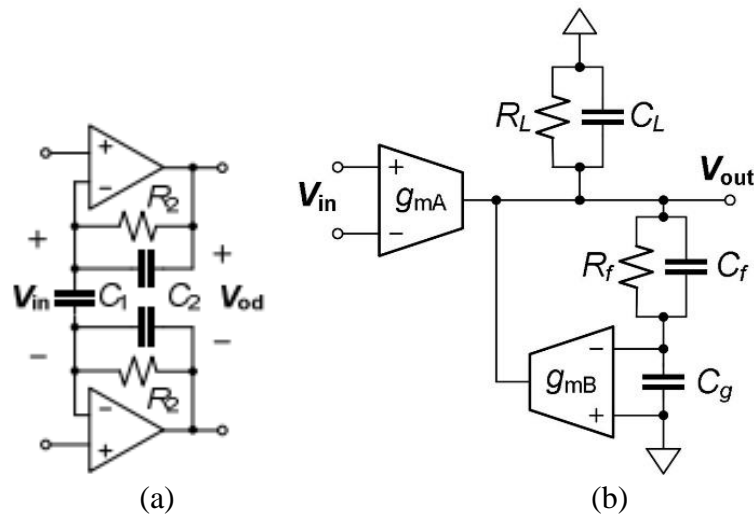 +
−
R2
+
Vin
C1
C2
+
Vod
−
−
R2
−
+
(a)
RL
CL
Vin
+
−
gmA
Vout
Rf
Cf
gmB
−
+
Cg
(b)